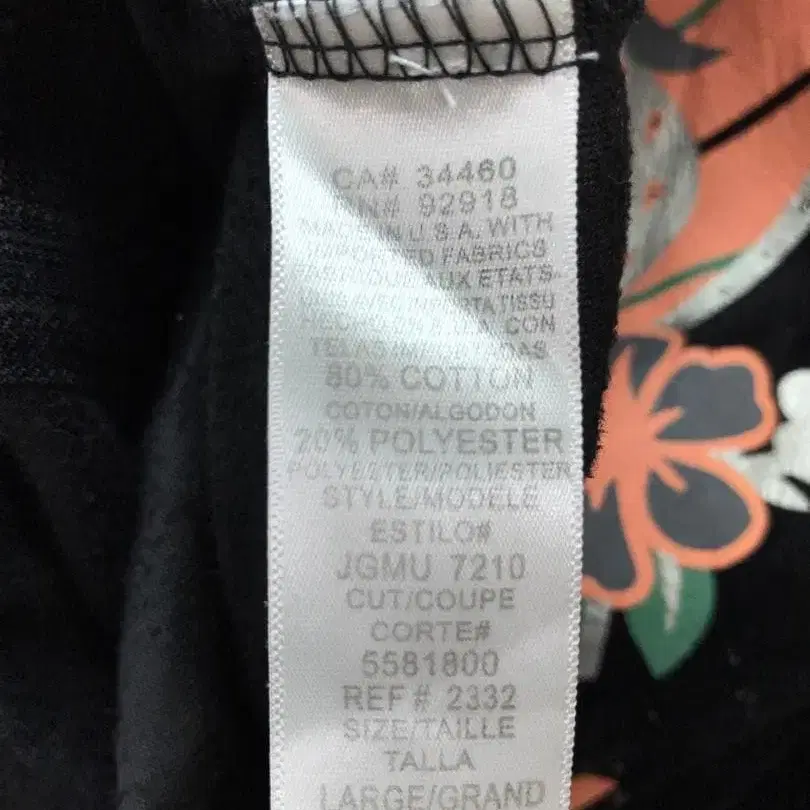 CA# 34460
RN# 92918
MADE IN U.S.A. WITH
IMPORTED FABRICS
FABRIQUE AUX ETATS-
CON
80% COTTON
COTON/ALGODON
20% POLYESTER
POLYESTER/POLIESTER
STYLE/MODELE
ESTILO#
JGMU 7210
CUT/COUPE
CORTE#
5581800
REF# 2332
SIZE/TAILLE
TALLA
LARGE/GRAND